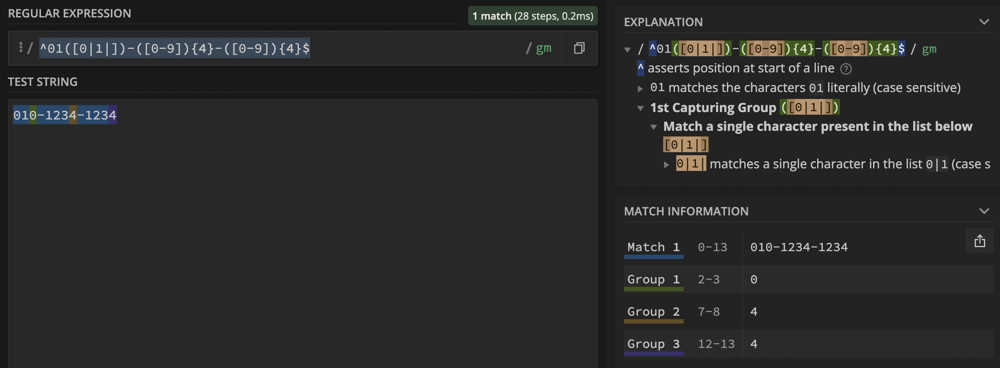 REGULAR EXPRESSION
1 match (28 steps, 0.2ms)
/ ^01([0|1|])-([0-9]){4}-([0-9]){4}$ / gm
TEST STRING
010-1234-1234
EXPLANATION
/ ^01([0|1|])-([0-9]){4}-([0-9]){4}$ / gm
^ asserts position at start of a line ?
01 matches the characters 01 literally (case sensitive)
1st Capturing Group ([0|1|])
Match a single character present in the list below
[0|1|]
0|1| matches a single character in the list 0|1 (case s
MATCH INFORMATION
Match 1 0-13 010-1234-1234
Group 1 2-3 0
Group 2 7-8 4
Group 3 12-13 4